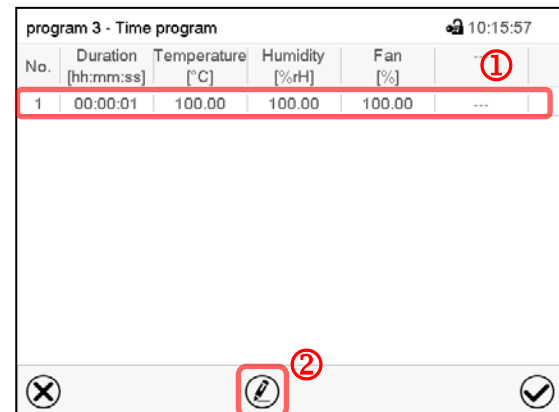 program 3 - Time program 10:15:57
No. Duration [hh:mm:ss] Temperature [°C] Humidity [%rH] Fan [%] ---
①
1 00:00:01 100.00 100.00 100.00 ---
②